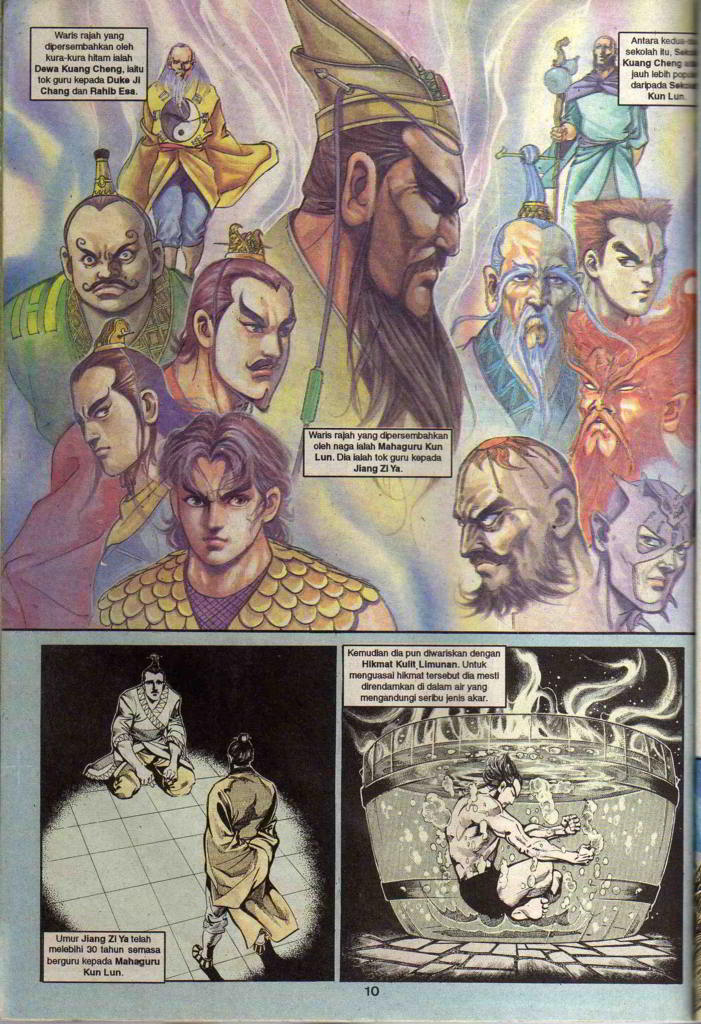 Waris rajah yang
dipersembahkan oleh
kura-kura hitam ialah
Dewa Kuang Cheng, iaitu
tok guru kepada Duke Ji
Chang dan Rahib Esa.
Antara kedua-
sekolah itu,
Kuang Cheng
jauh lebih
daripada
Kun Lun.
Waris rajah yang dipersembahkan
oleh naga ialah Mahaguru Kun
Lun. Dia ialah tok guru kepada
Jiang Zi Ya.
Kemudian dia pun diwariskan dengan
Hikmat Kulit Limunan. Untuk
menguasai hikmat tersebut dia mesti
direndamkan di dalam air yang
mengandungi seribu jenis akar.
Umur Jiang Zi Ya telah
melebihi 30 tahun semasa
berguru kepada Mahaguru
Kun Lun.
10